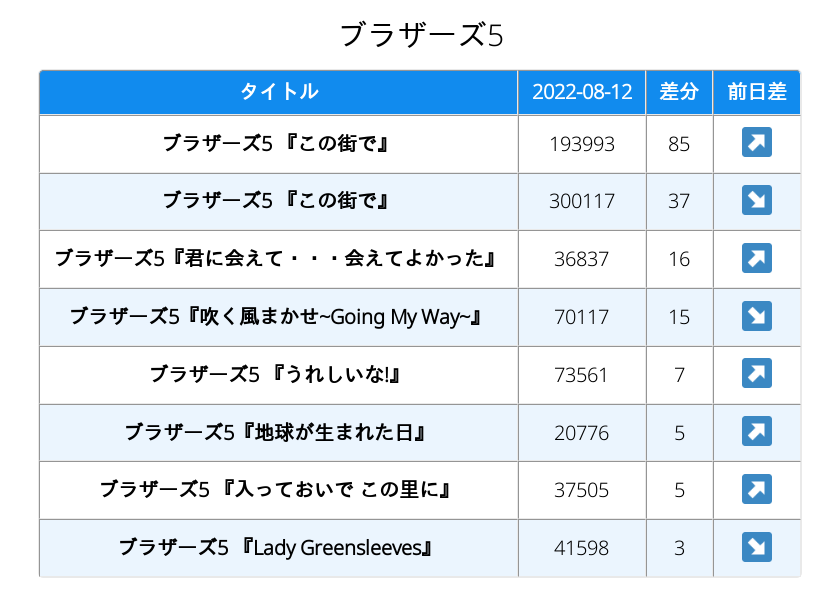 ブラザーズ5
タイトル 2022-08-12 差分 前日差
ブラザーズ5 『この街で』 193993 85 ↗
ブラザーズ5 『この街で』 300117 37 ↘
ブラザーズ5『君に会えて・・・会えてよかった』 36837 16 ↗
ブラザーズ5『吹く風まかせ~Going My Way~』 70117 15 ↘
ブラザーズ5 『うれしいな!』 73561 7 ↗
ブラザーズ5『地球が生まれた日』 20776 5 ↗
ブラザーズ5 『入っておいで この里に』 37505 5 ↗
ブラザーズ5 『Lady Greensleeves』 41598 3 ↘